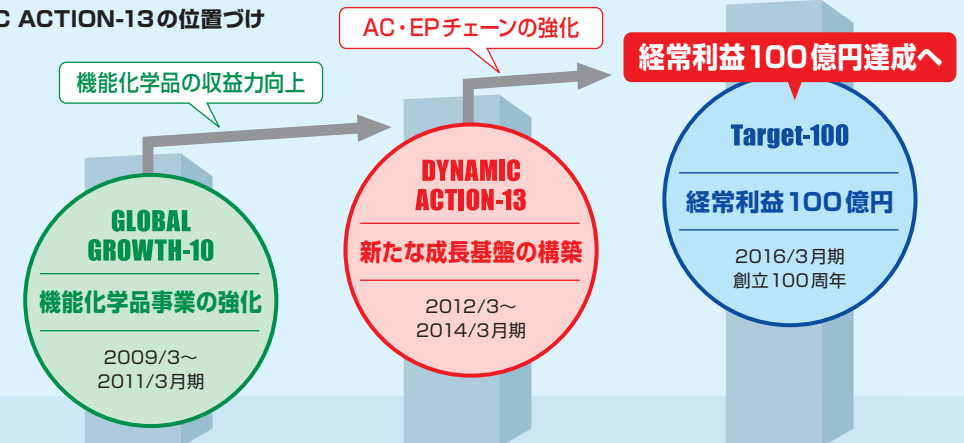 C ACTION-13の位置づけ
機能化学品の収益力向上
AC・EPチェーンの強化
経常利益100億円達成へ
GLOBAL
GROWTH-10
機能化学品事業の強化
2009/3～
2011/3月期
DYNAMIC
ACTION-13
新たな成長基盤の構築
2012/3～
2014/3月期
Target-100
経常利益100億円
2016/3月期
創立100周年